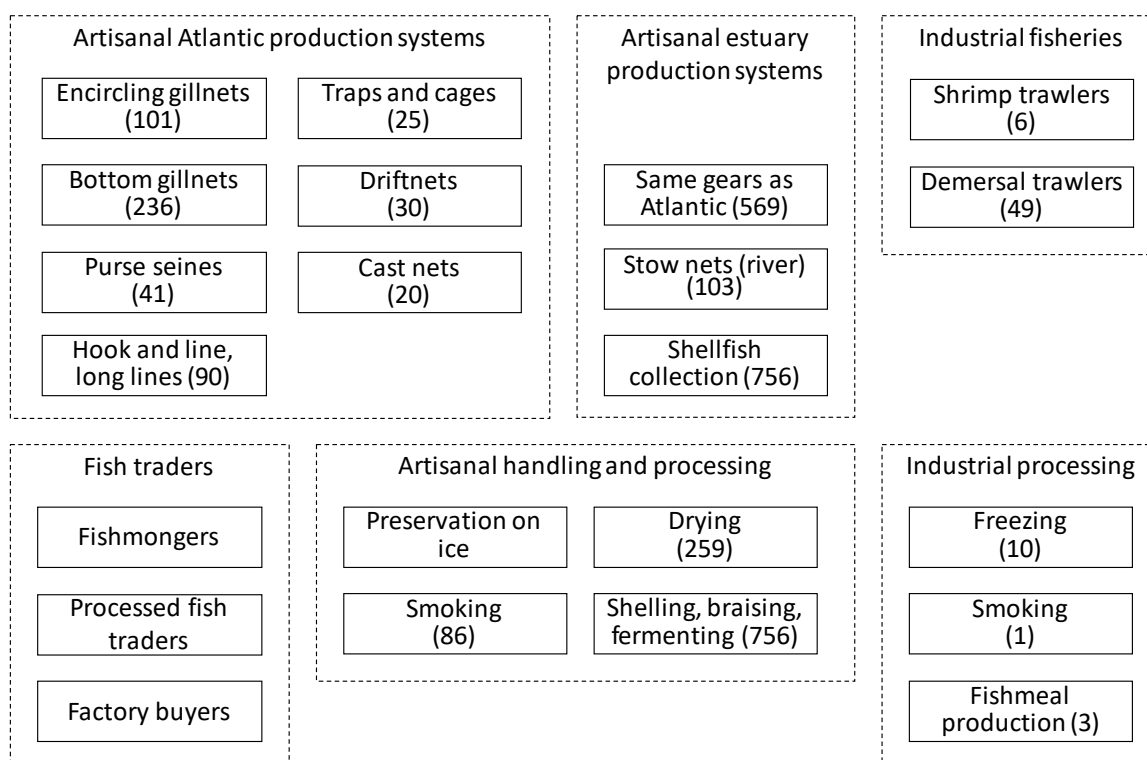 Artisanal Atlantic production systems
Encircling gillnets
(101)
Traps and cages
(25)
Bottom gillnets
(236)
Driftnets
(30)
Purse seines
(41)
Cast nets
(20)
Hook and line,
long lines (90)
Artisanal estuary
production systems
Same gears as
Atlantic (569)
Stow nets (river)
(103)
Shellfish
collection (756)
Industrial fisheries
Shrimp trawlers
(6)
Demersal trawlers
(49)
Fish traders
Fishmongers
Processed fish
traders
Factory buyers
Artisanal handling and processing
Preservation on
ice
Drying
(259)
Smoking
(86)
Shelling, braising,
fermenting (756)
Industrial processing
Freezing
(10)
Smoking
(1)
Fishmeal
production (3)